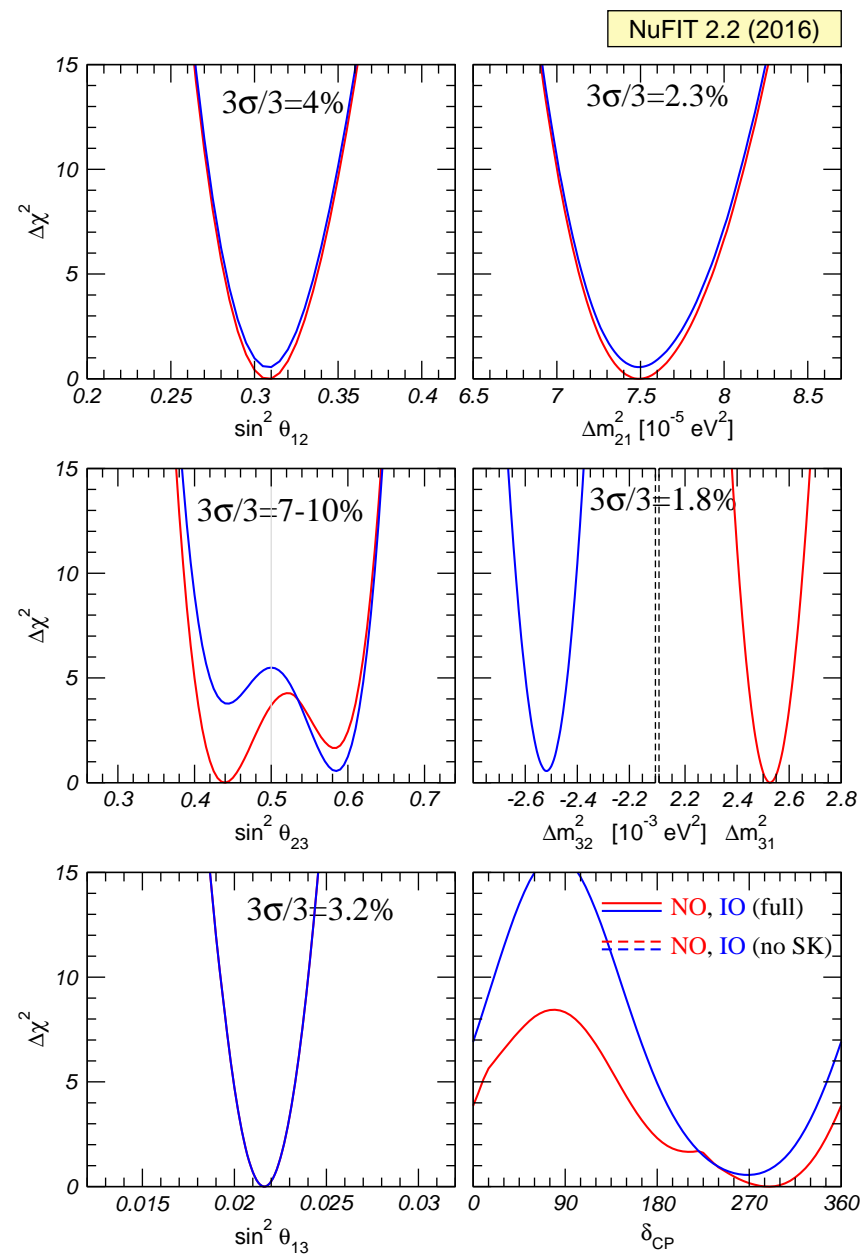 NuFIT 2.2 (2016)
3σ/3=4%
15
10
5
0
Δχ²
0.2 0.25 0.3 0.35 0.4
sin² θ₁₂
3σ/3=2.3%
6.5 7 7.5 8 8.5
Δm²₂₁ [10⁻⁵ eV²]
3σ/3=7-10%
15
10
5
0
Δχ²
0.3 0.4 0.5 0.6 0.7
sin² θ₂₃
3σ/3=1.8%
-2.6 -2.4 -2.2 2.2 2.4 2.6 2.8
Δm²₃₂ [10⁻³ eV²] Δm²₃₁
3σ/3=3.2%
15
10
5
0
Δχ²
0.015 0.02 0.025 0.03
sin² θ₁₃
NO, IO (full)
NO, IO (no SK)
0 90 180 270 360
δCP